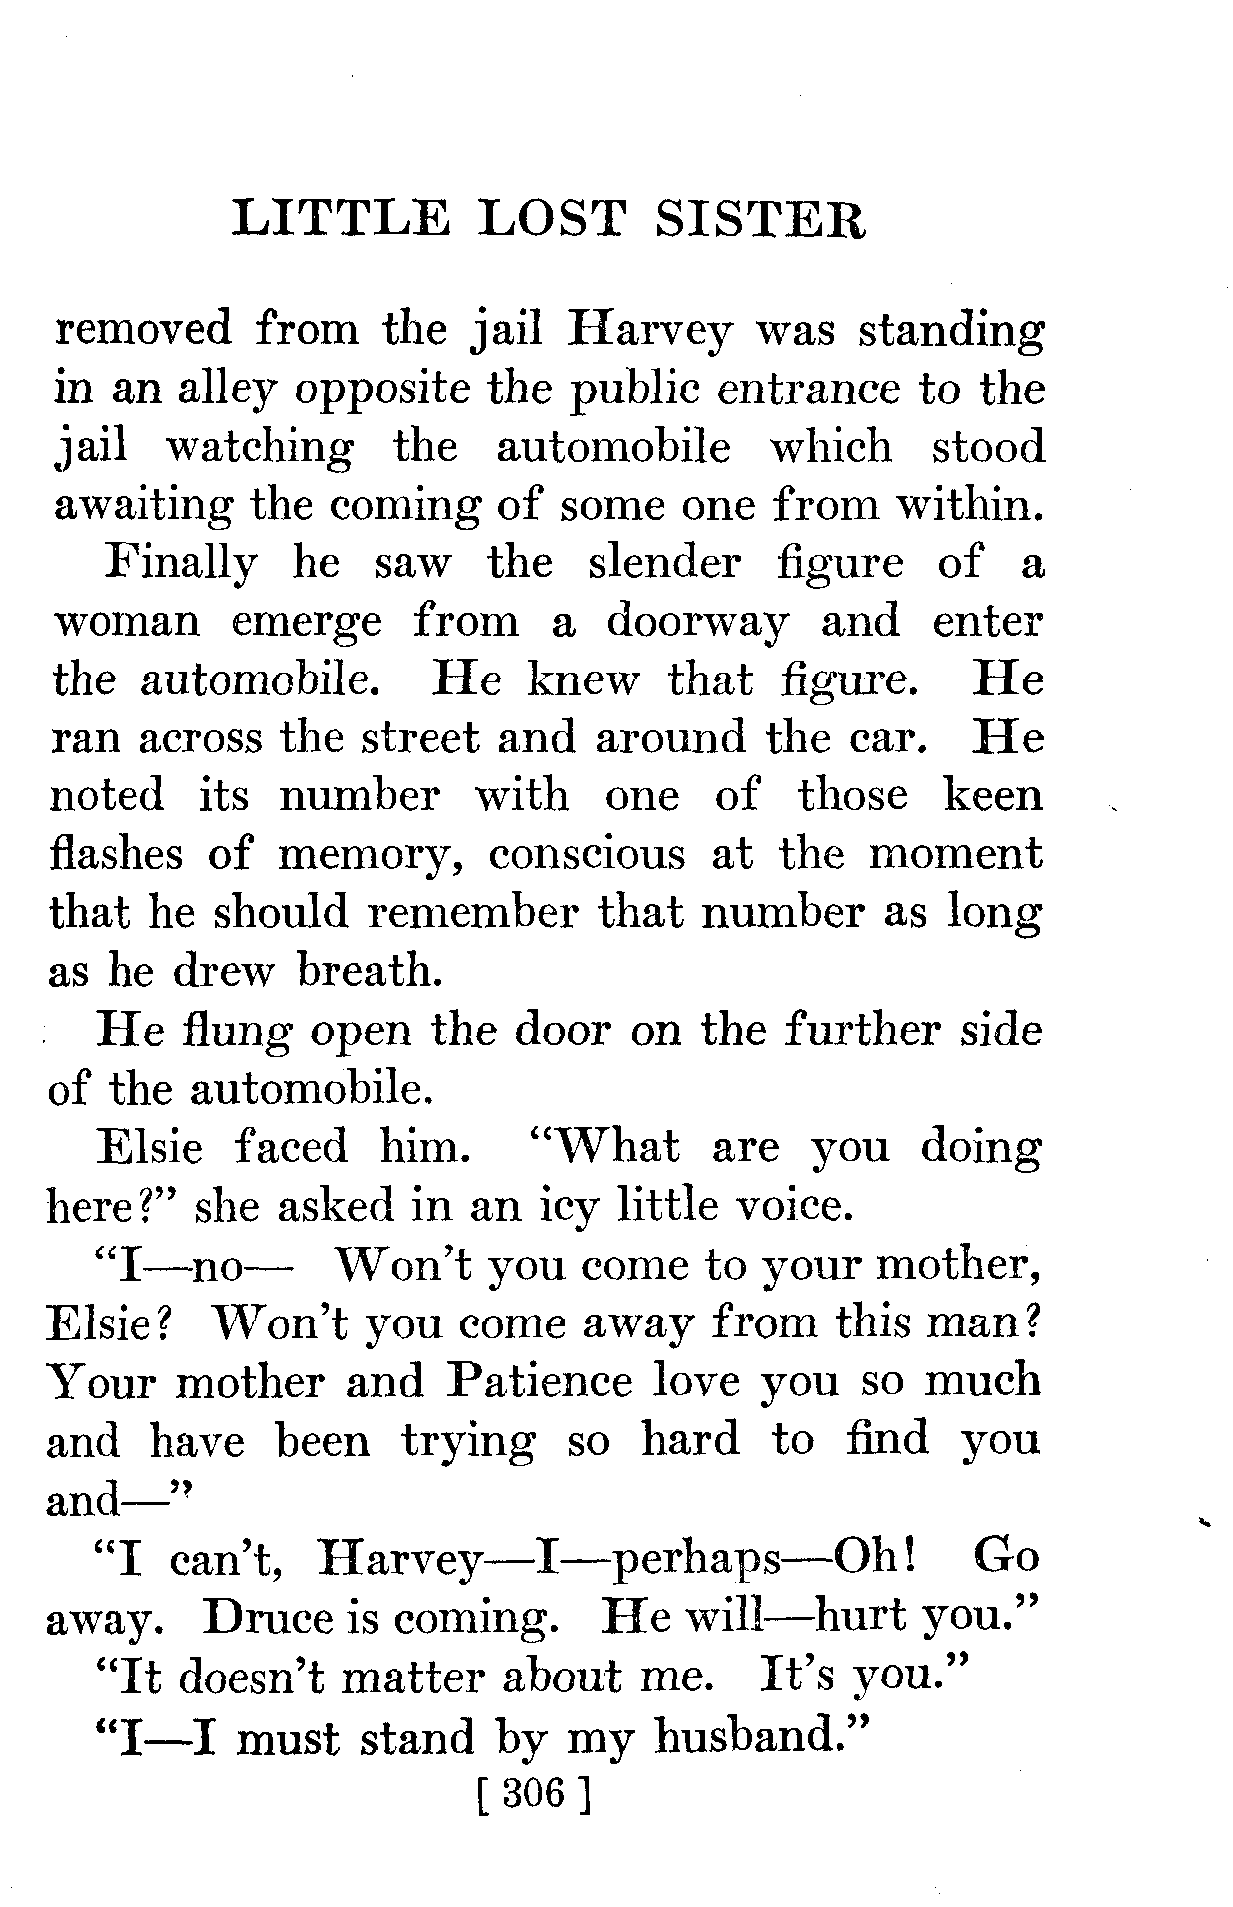 LITTLE LOST SISTER
removed from the jail Harvey was standing
in an alley opposite the public entrance to the
jail watching the automobile which stood
awaiting the coming of some one from within.
Finally he saw the slender figure of a
woman emerge from a doorway and enter
the automobile. He knew that figure. He
ran across the street and around the car. He
noted its number with one of those keen
flashes of memory, conscious at the moment
that he should remember that number as long
as he drew breath.
He flung open the door on the further side
of the automobile.
Elsie faced him. “What are you doing
here?” she asked in an icy little voice.
“I—no— Won’t you come to your mother,
Elsie? Won’t you come away from this man?
Your mother and Patience love you so much
and have been trying so hard to find you
and—”
“I can’t, Harvey—I—perhaps—Oh! Go
away. Druce is coming. He will—hurt you.”
“It doesn’t matter about me. It’s you.”
“I—I must stand by my husband.”
[ 306 ]